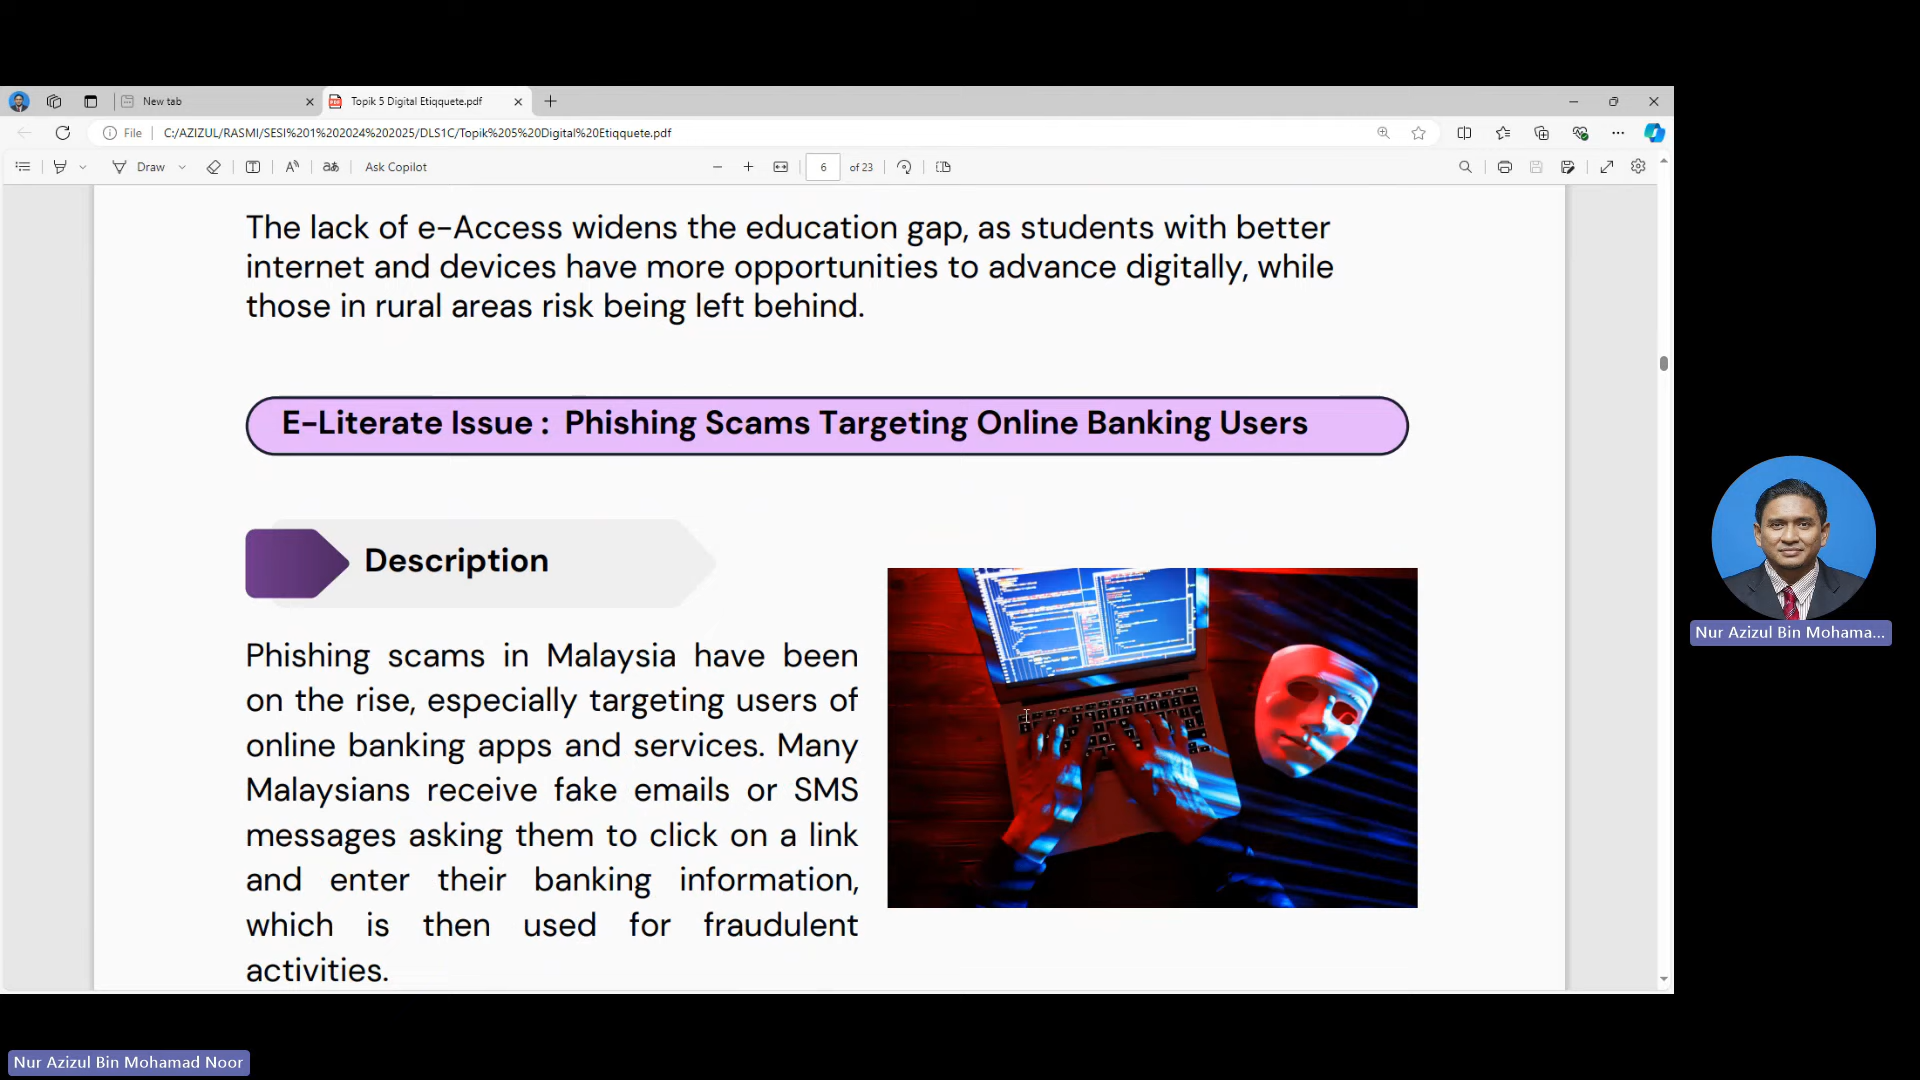 New tab
Topik 5 Digital Etiqquete.pdf
File
C:/AZIZUL/RASMI/SESI%201%202024%202025/DLS1C/Topik%205%20Digital%20Etiqquete.pdf
Draw
Ask Copilot
6
of 23
The lack of e-Access widens the education gap, as students with better
internet and devices have more opportunities to advance digitally, while
those in rural areas risk being left behind.
E-Literate Issue : Phishing Scams Targeting Online Banking Users
Description
Phishing scams in Malaysia have been
on the rise, especially targeting users of
online banking apps and services. Many
Malaysians receive fake emails or SMS
messages asking them to click on a link
and enter their banking information,
which is then used for fraudulent
activities.
Nur Azizul Bin Mohama...
Nur Azizul Bin Mohamad Noor